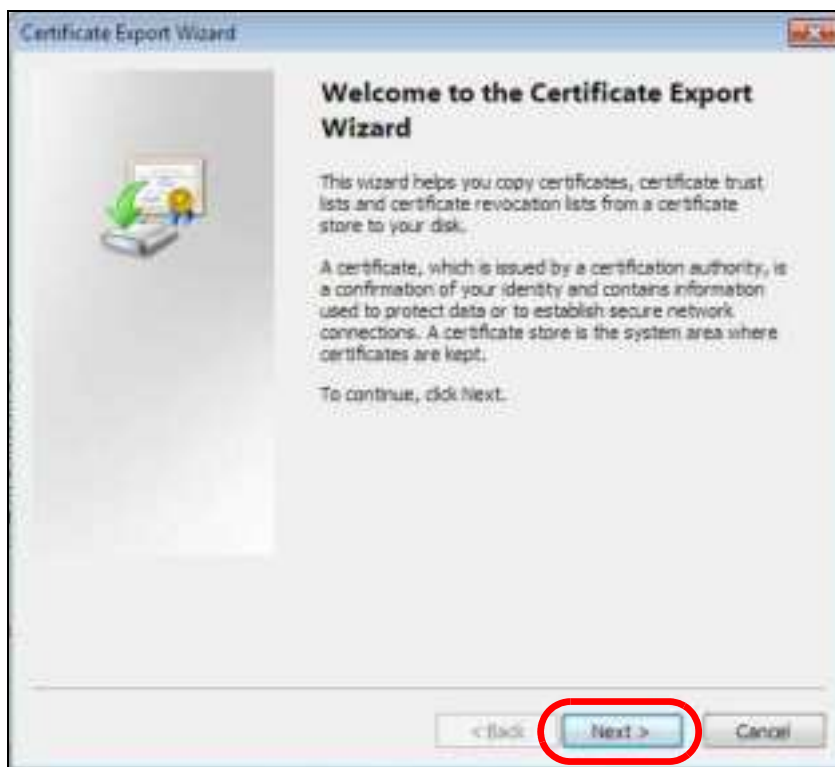 Certificate Export Wizard
Welcome to the Certificate Export
Wizard
This wizard helps you copy certificates, certificate trust
lists and certificate revocation lists from a certificate
store to your disk.
A certificate, which is issued by a certification authority, is
a confirmation of your identity and contains information
used to protect data or to establish secure network
connections. A certificate store is the system area where
certificates are kept.
To continue, click Next.
< Back
Next >
Cancel